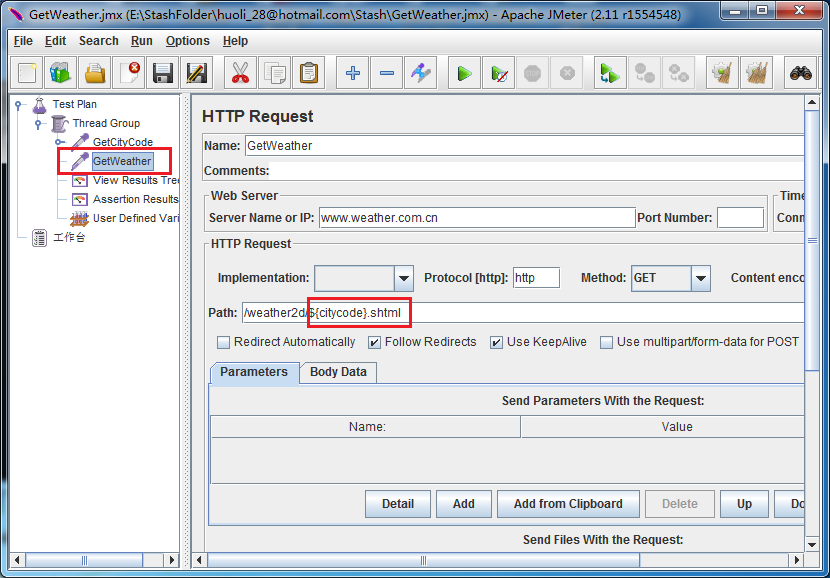 GetWeather.jmx (E:\StashFolder\huoli_28@hotmail.com\Stash\GetWeather.jmx) - Apache JMeter (2.11 r1554548)
File Edit Search Run Options Help
Test Plan
Thread Group
GetCityCode
GetWeather
View Results Tre
Assertion Results
User Defined Vari
工作台
HTTP Request
Name: GetWeather
Comments:
Web Server
Server Name or IP: www.weather.com.cn Port Number:
Time
Conn
HTTP Request
Implementation: Protocol [http]: http Method: GET Content enco
Path: /weather2d/${citycode}.shtml
Redirect Automatically Follow Redirects Use KeepAlive Use multipart/form-data for POST
Parameters Body Data
Send Parameters With the Request:
Name: Value
Detail Add Add from Clipboard Delete Up Do
Send Files With the Request: